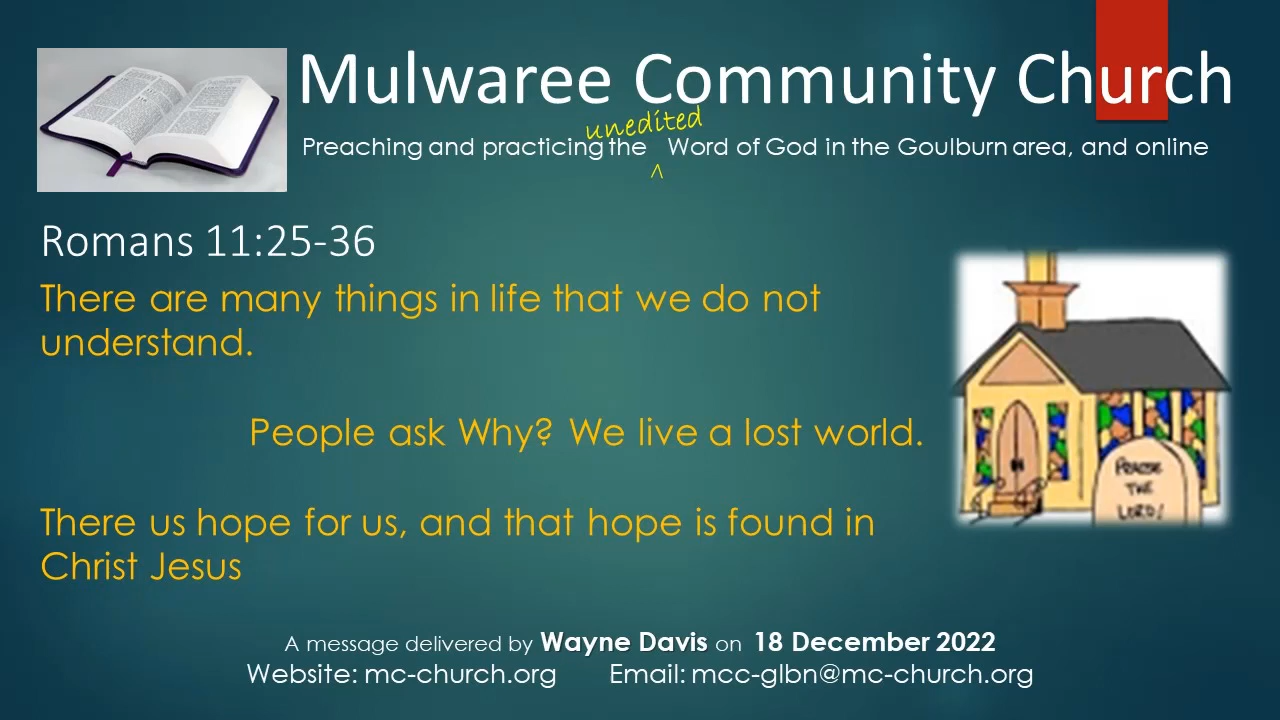 Mulwaree Community Church
unedited
Preaching and practicing the Word of God in the Goulburn area, and online
^
Romans 11:25-36
There are many things in life that we do not
understand.
People ask Why? We live a lost world.
There us hope for us, and that hope is found in
Christ Jesus
PRAISE
THE
LORD!
A message delivered by Wayne Davis on 18 December 2022
Website: mc-church.org Email: mcc-glbn@mc-church.org